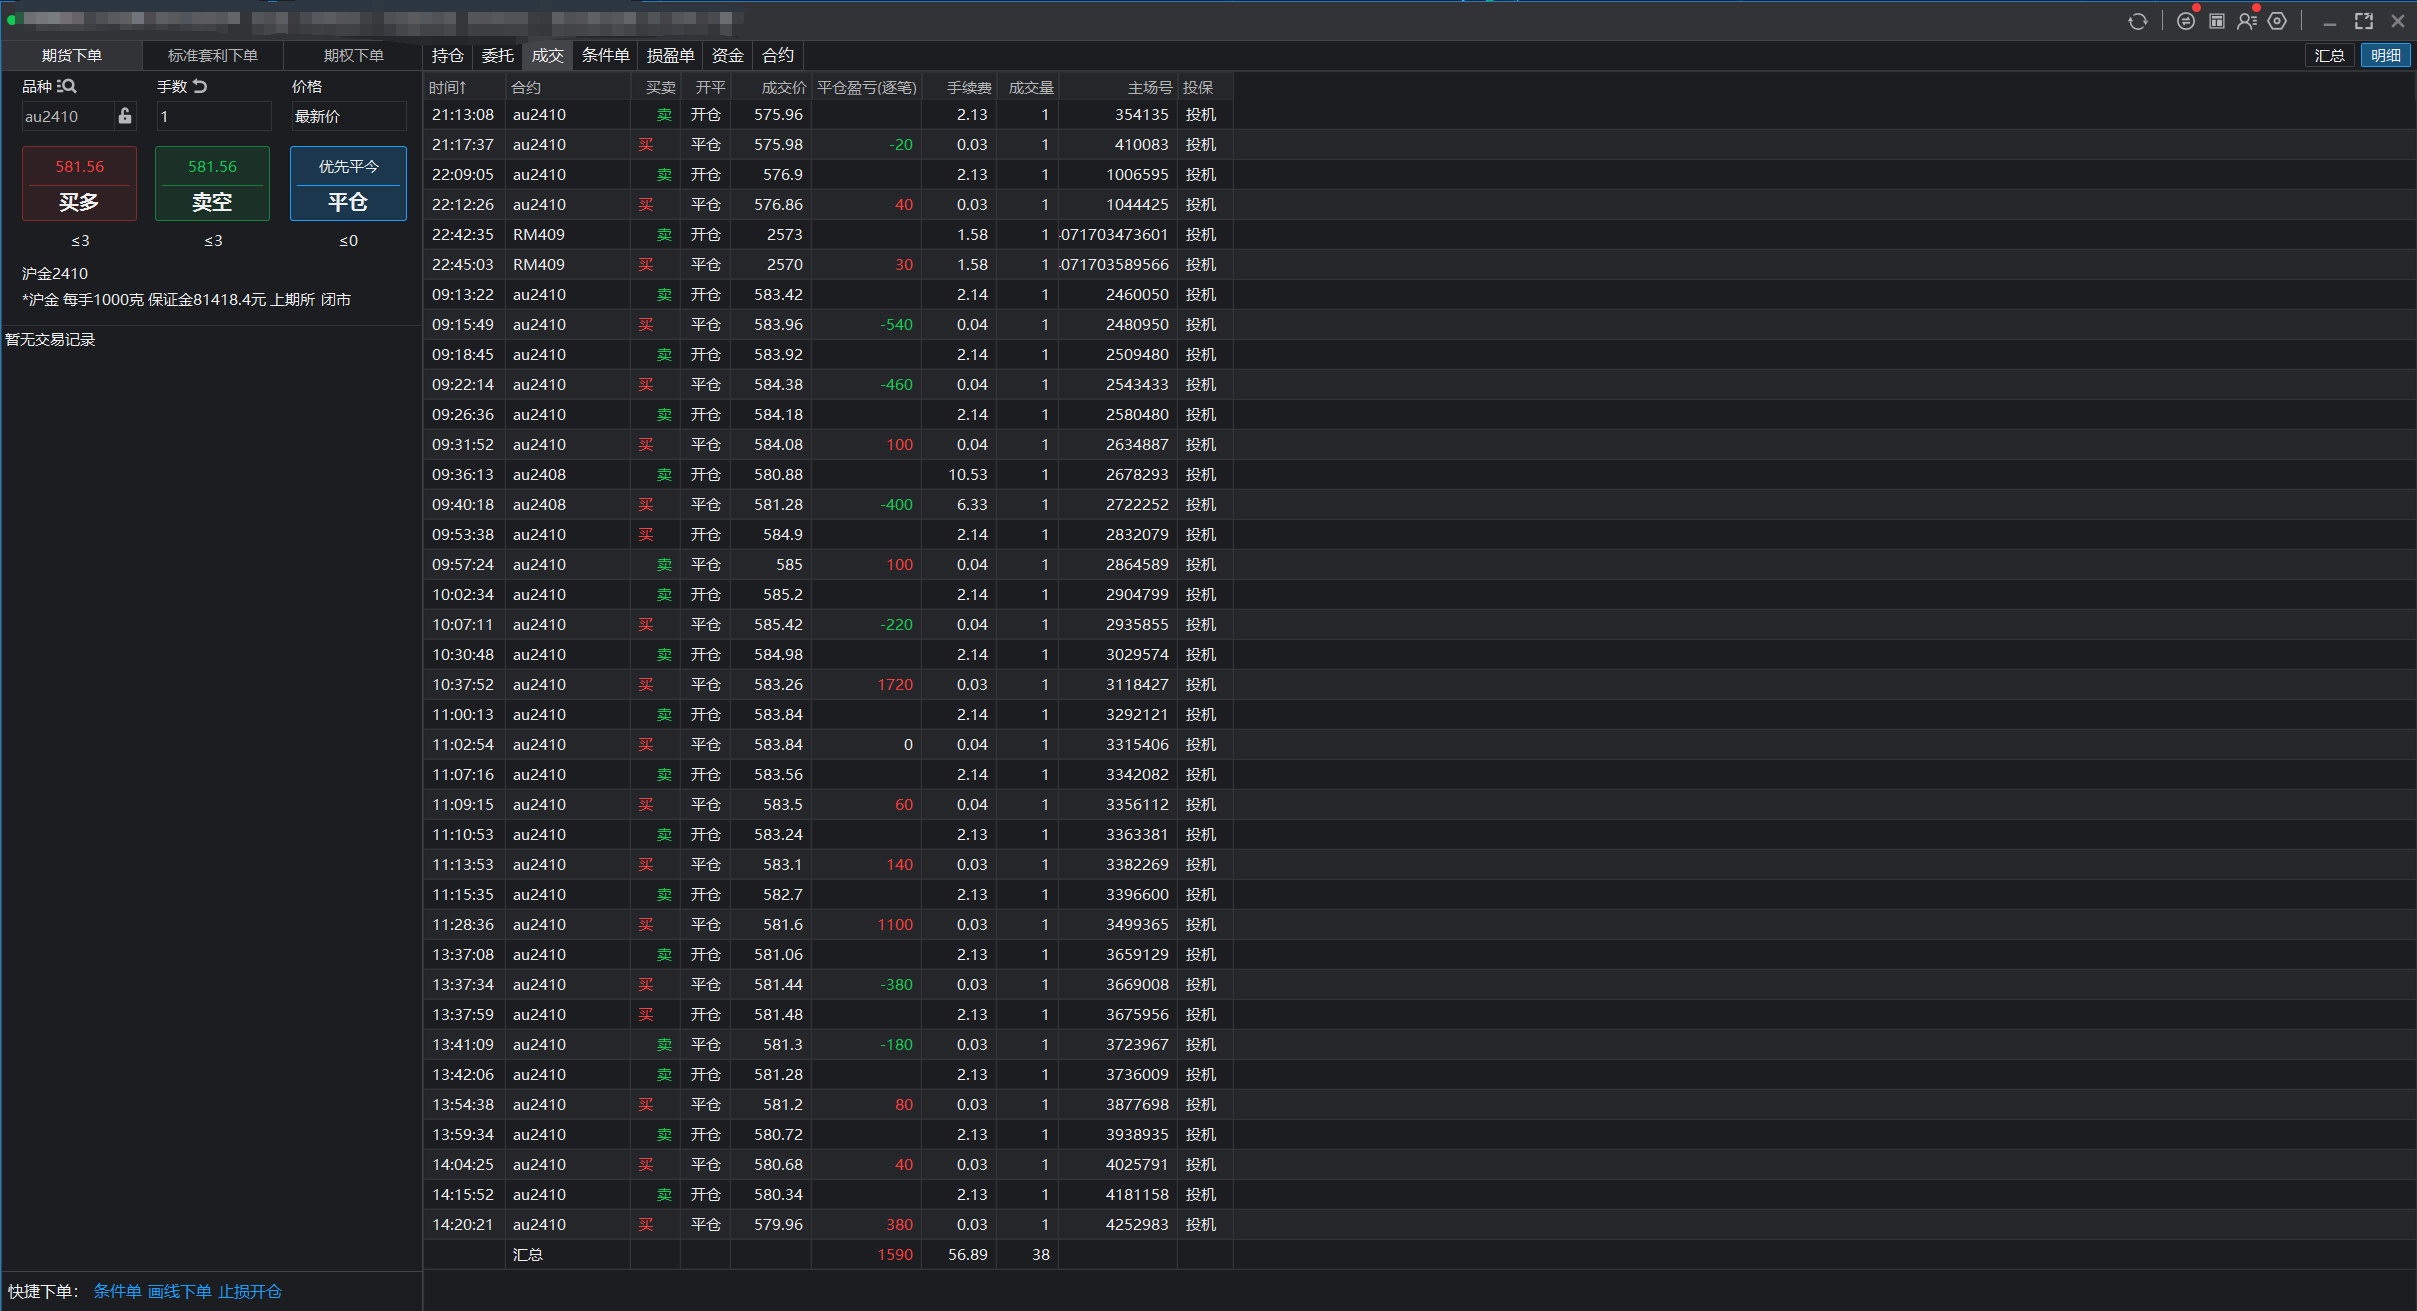 期货下单 标准套利下单 期权下单 持仓 委托 成交 条件单 损盈单 资金 合约 汇总 明细
品种 手数 价格
au2410 1 最新价
581.56 581.56 优先平今
买多 卖空 平仓
≤3 ≤3 ≤0
沪金2410
*沪金 每手1000克 保证金81418.4元 上期所 闭市
暂无交易记录
时间↑ 合约 买卖 开平 成交价 平仓盈亏(逐笔) 手续费 成交量 主场号 投保
21:13:08 au2410 卖 开仓 575.96 2.13 1 354135 投机
21:17:37 au2410 买 平仓 575.98 -20 0.03 1 410083 投机
22:09:05 au2410 卖 开仓 576.9 2.13 1 1006595 投机
22:12:26 au2410 买 平仓 576.86 40 0.03 1 1044425 投机
22:42:35 RM409 卖 开仓 2573 1.58 1 071703473601 投机
22:45:03 RM409 买 平仓 2570 30 1.58 1 071703589566 投机
09:13:22 au2410 卖 开仓 583.42 2.14 1 2460050 投机
09:15:49 au2410 买 平仓 583.96 -540 0.04 1 2480950 投机
09:18:45 au2410 卖 开仓 583.92 2.14 1 2509480 投机
09:22:14 au2410 买 平仓 584.38 -460 0.04 1 2543433 投机
09:26:36 au2410 卖 开仓 584.18 2.14 1 2580480 投机
09:31:52 au2410 买 平仓 584.08 100 0.04 1 2634887 投机
09:36:13 au2408 卖 开仓 580.88 10.53 1 2678293 投机
09:40:18 au2408 买 平仓 581.28 -400 6.33 1 2722252 投机
09:53:38 au2410 买 开仓 584.9 2.14 1 2832079 投机
09:57:24 au2410 卖 平仓 585 100 0.04 1 2864589 投机
10:02:34 au2410 卖 开仓 585.2 2.14 1 2904799 投机
10:07:11 au2410 买 平仓 585.42 -220 0.04 1 2935855 投机
10:30:48 au2410 卖 开仓 584.98 2.14 1 3029574 投机
10:37:52 au2410 买 平仓 583.26 1720 0.03 1 3118427 投机
11:00:13 au2410 卖 开仓 583.84 2.14 1 3292121 投机
11:02:54 au2410 买 平仓 583.84 0 0.04 1 3315406 投机
11:07:16 au2410 卖 开仓 583.56 2.14 1 3342082 投机
11:09:15 au2410 买 平仓 583.5 60 0.04 1 3356112 投机
11:10:53 au2410 卖 开仓 583.24 2.13 1 3363381 投机
11:13:53 au2410 买 平仓 583.1 140 0.03 1 3382269 投机
11:15:35 au2410 卖 开仓 582.7 2.13 1 3396600 投机
11:28:36 au2410 买 平仓 581.6 1100 0.03 1 3499365 投机
13:37:08 au2410 卖 开仓 581.06 2.13 1 3659129 投机
13:37:34 au2410 买 平仓 581.44 -380 0.03 1 3669008 投机
13:37:59 au2410 买 开仓 581.48 2.13 1 3675956 投机
13:41:09 au2410 卖 平仓 581.3 -180 0.03 1 3723967 投机
13:42:06 au2410 卖 开仓 581.28 2.13 1 3736009 投机
13:54:38 au2410 买 平仓 581.2 80 0.03 1 3877698 投机
13:59:34 au2410 卖 开仓 580.72 2.13 1 3938935 投机
14:04:25 au2410 买 平仓 580.68 40 0.03 1 4025791 投机
14:15:52 au2410 卖 开仓 580.34 2.13 1 4181158 投机
14:20:21 au2410 买 平仓 579.96 380 0.03 1 4252983 投机
汇总 1590 56.89 38
快捷下单： 条件单 画线下单 止损开仓